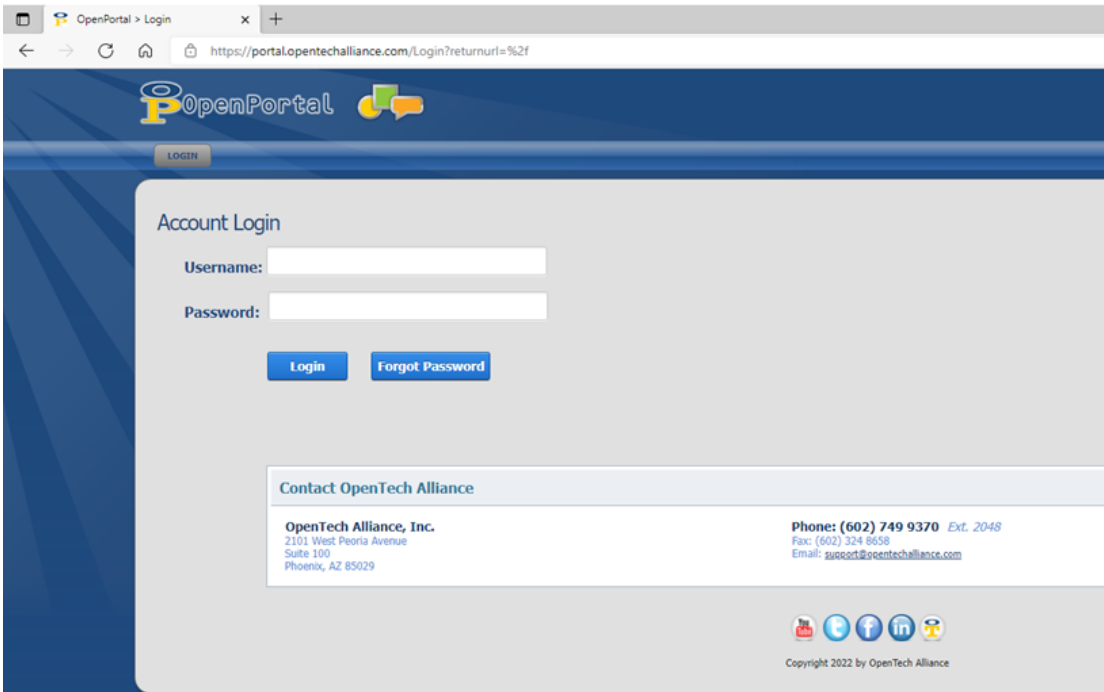 OpenPortal > Login
https://portal.opentechalliance.com/Login?returnurl=%2f
OpenPortal
LOGIN
Account Login
Username:
Password:
Login Forgot Password
Contact OpenTech Alliance
OpenTech Alliance, Inc.
2101 West Peoria Avenue
Suite 100
Phoenix, AZ 85029
Phone: (602) 749 9370 Ext. 2048
Fax: (602) 324 8658
Email: support@opentechalliance.com
You Tube
Copyright 2022 by OpenTech Alliance